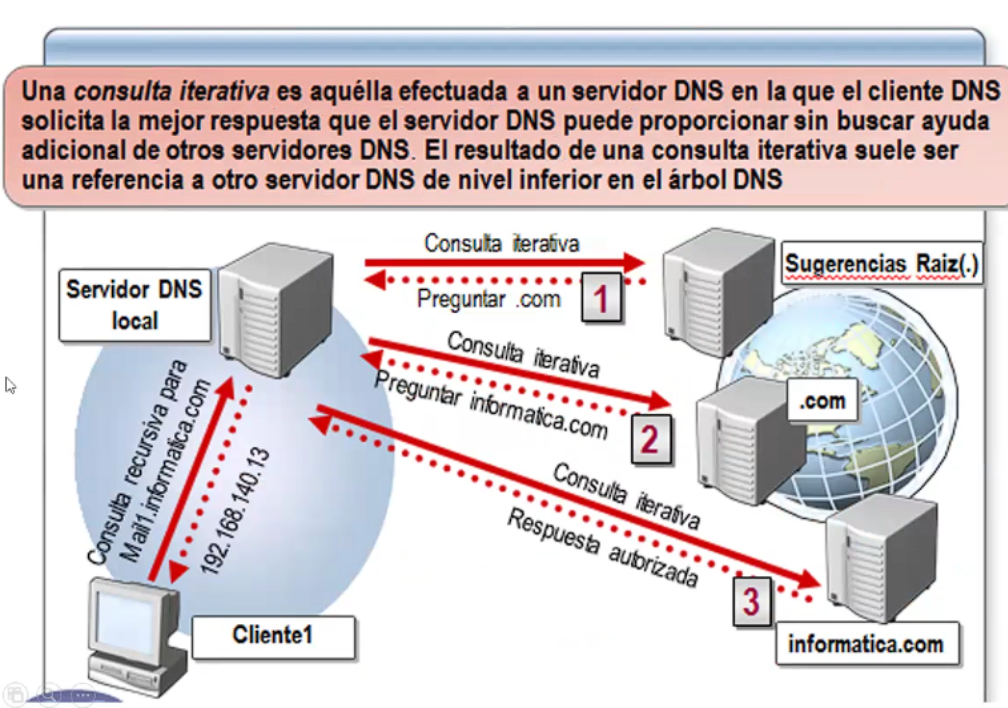 Una consulta iterativa es aquélla efectuada a un servidor DNS en la que el cliente DNS
solicita la mejor respuesta que el servidor DNS puede proporcionar sin buscar ayuda
adicional de otros servidores DNS. El resultado de una consulta iterativa suele ser
una referencia a otro servidor DNS de nivel inferior en el árbol DNS
Servidor DNS
local
Consulta iterativa
Preguntar .com
1
Sugerencias Raiz(.)
Consulta iterativa
Preguntar informatica.com
2
.com
Consulta iterativa
Respuesta autorizada
3
informatica.com
Consulta recursiva para
Mail1.informatica.com
192.168.140.13
Cliente1